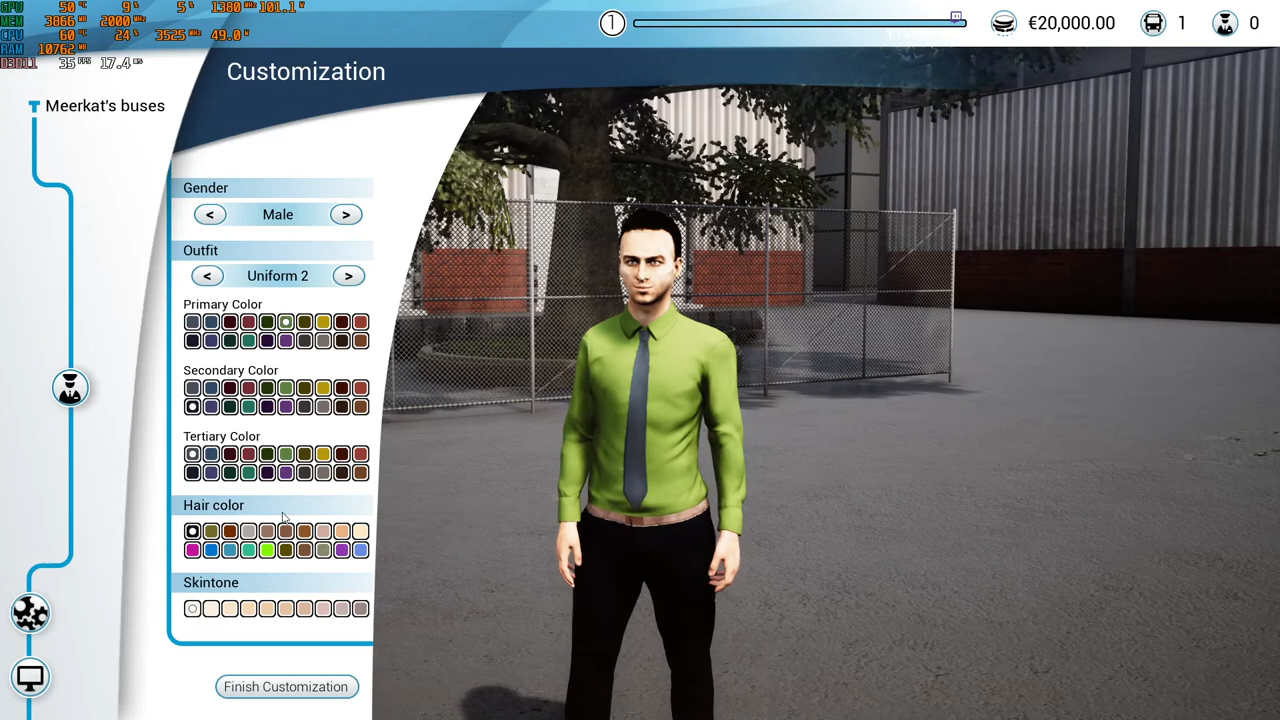 GPU 50 °C 9 % 5 % 1380 MHz 101.1 W
MEM 3866 MB 2000 MHz
CPU 60 °C 24 % 3525 MHz 49.0 W
RAM 10762 MB
D3D11 35 FPS 17.4 ms
1
€20,000.00
1
0
Customization
Meerkat's buses
Gender
< Male >
Outfit
< Uniform 2 >
Primary Color
Secondary Color
Tertiary Color
Hair color
Skintone
Finish Customization